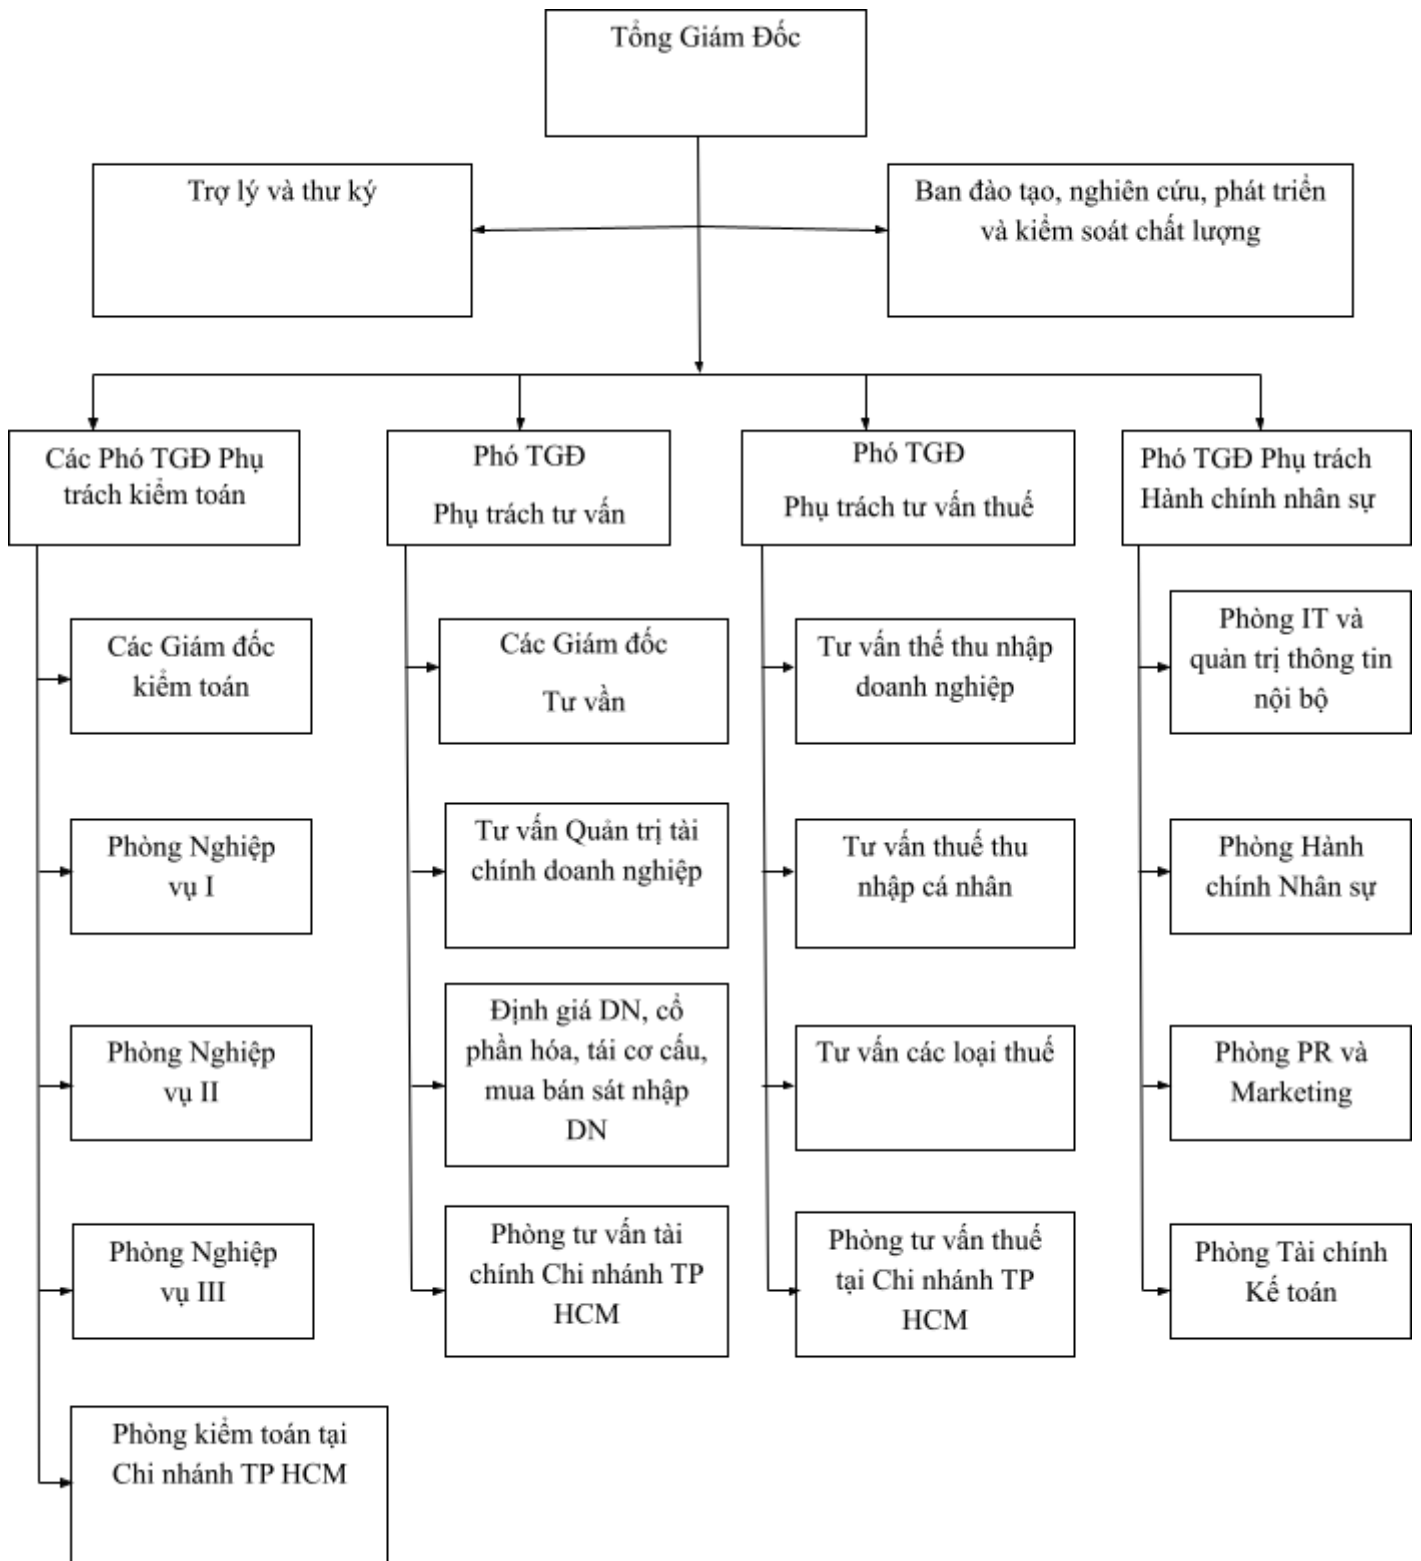 Tổng Giám Đốc
Trợ lý và thư ký
Ban đào tạo, nghiên cứu, phát triển
và kiểm soát chất lượng
Các Phó TGĐ Phụ
trách kiểm toán
Phó TGĐ
Phụ trách tư vấn
Phó TGĐ
Phụ trách tư vấn thuế
Phó TGĐ Phụ trách
Hành chính nhân sự
Các Giám đốc
kiểm toán
Các Giám đốc
Tư vần
Tư vấn thế thu nhập
doanh nghiệp
Phòng IT và
quản trị thông tin
nội bộ
Phòng Nghiệp
vụ I
Tư vấn Quản trị tài
chính doanh nghiệp
Tư vấn thuế thu
nhập cá nhân
Phòng Hành
chính Nhân sự
Phòng Nghiệp
vụ II
Định giá DN, cổ
phần hóa, tái cơ cấu,
mua bán sát nhập
DN
Tư vấn các loại thuế
Phòng PR và
Marketing
Phòng Nghiệp
vụ III
Phòng tư vấn tài
chính Chi nhánh TP
HCM
Phòng tư vấn thuế
tại Chi nhánh TP
HCM
Phòng Tài chính
Kế toán
Phòng kiểm toán tại
Chi nhánh TP HCM